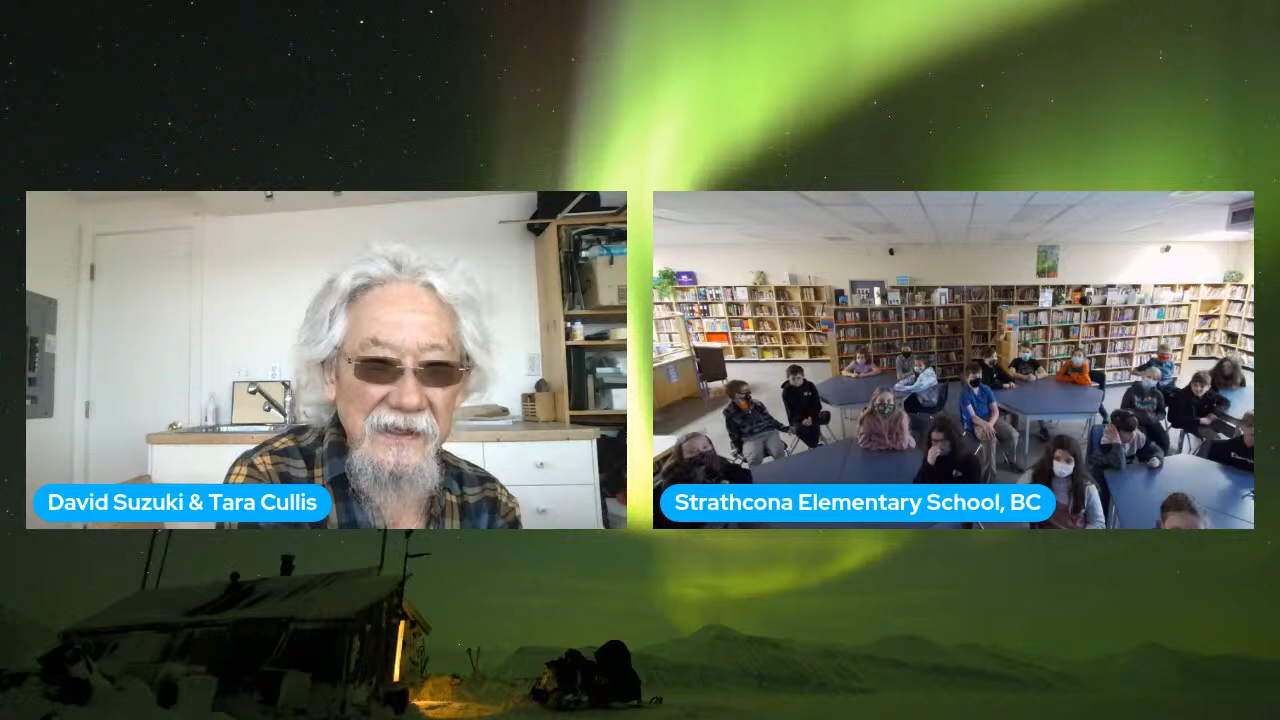 David Suzuki & Tara Cullis
Strathcona Elementary School, BC